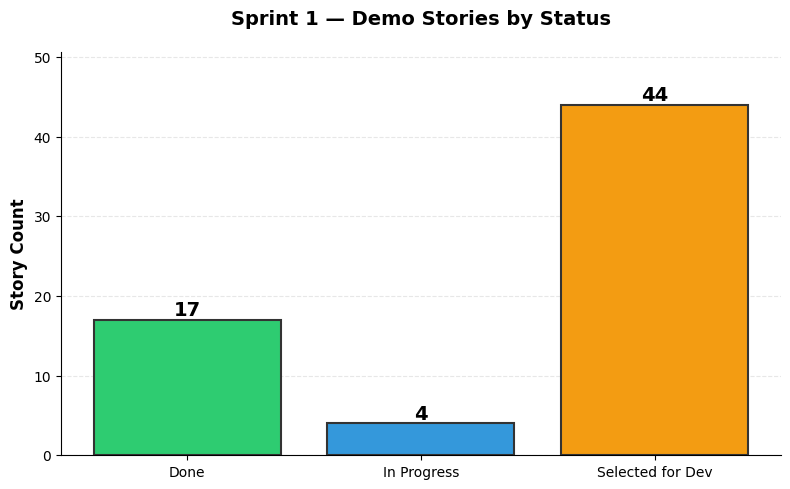 Sprint 1 — Demo Stories by Status
Story Count
50
40
30
20
10
0
17
4
44
Done
In Progress
Selected for Dev